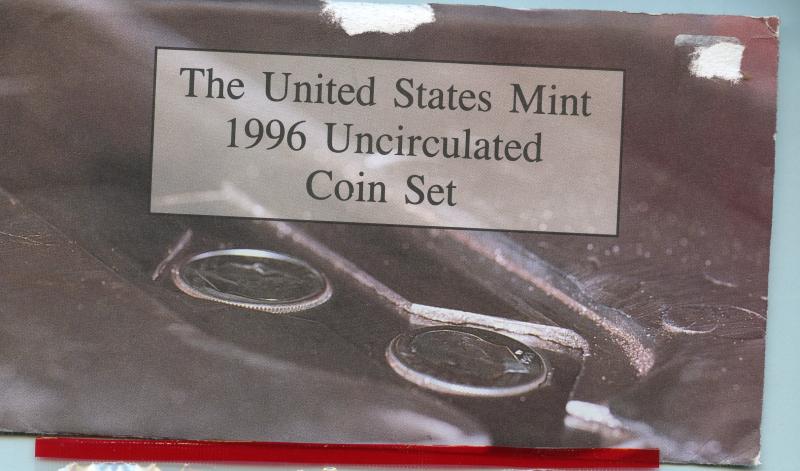 The United States Mint
1996 Uncirculated
Coin Set